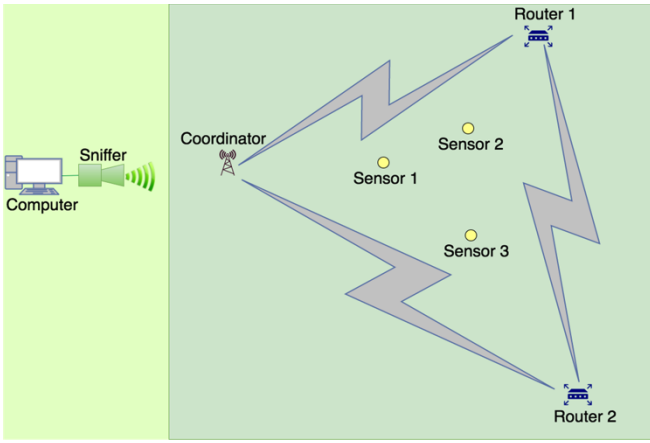 Router 1
Coordinator
Sensor 2
Sniffer
Sensor 1
Computer
Sensor 3
Router 2